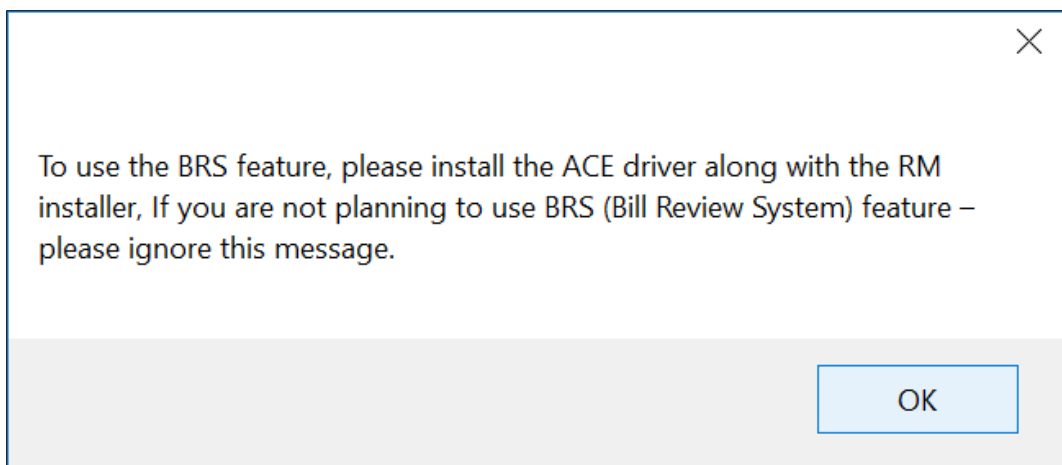 To use the BRS feature, please install the ACE driver along with the RM
installer, If you are not planning to use BRS (Bill Review System) feature –
please ignore this message.
OK